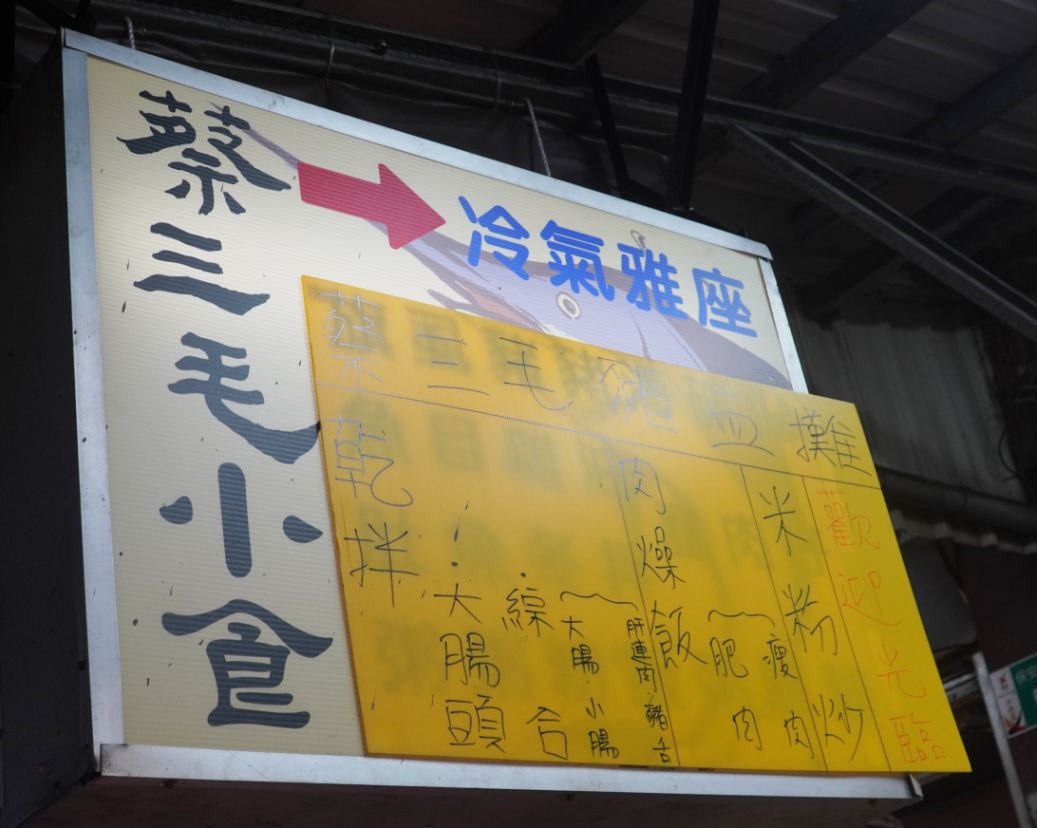 蔡三毛小食
冷氣雅座
蔡三毛豬血攤
乾拌：大腸頭
綜合
大腸 小腸
肝連肉 豬舌
肉燥飯
肥肉
瘦肉
米粉炒
歡迎光臨